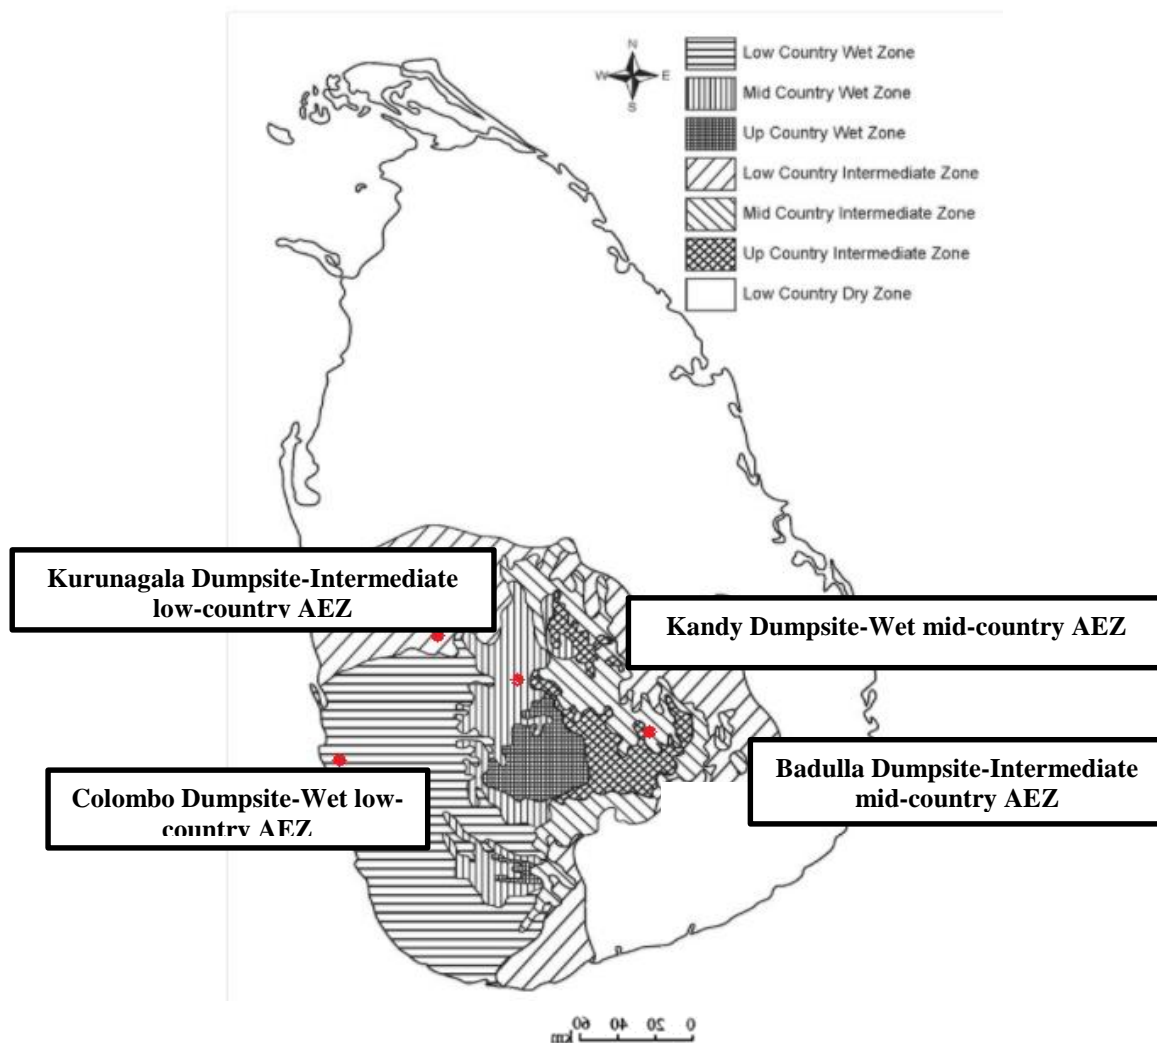 N
W E
S
Low Country Wet Zone
Mid Country Wet Zone
Up Country Wet Zone
Low Country Intermediate Zone
Mid Country Intermediate Zone
Up Country Intermediate Zone
Low Country Dry Zone
Kurunagala Dumpsite-Intermediate
low-country AEZ
Kandy Dumpsite-Wet mid-country AEZ
Colombo Dumpsite-Wet low-
country AEZ
Badulla Dumpsite-Intermediate
mid-country AEZ
km 60 40 20 0